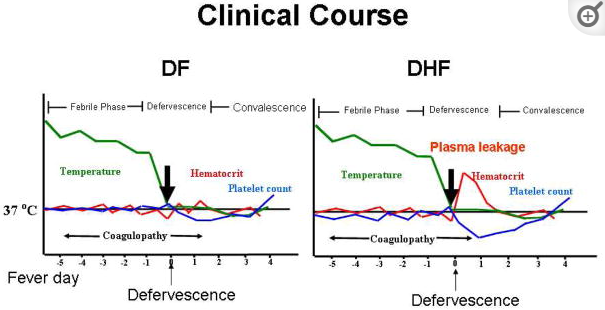 Clinical Course
DF
Febrile Phase
Defervescence
Convalescence
Temperature
Hematocrit
Platelet count
37 °C
Coagulopathy
-5 -4 -3 -2 -1 0 1 2 3 4
Fever day
Defervescence
DHF
Febrile Phase
Defervescence
Convalescence
Plasma leakage
Temperature
Hematocrit
Platelet count
Coagulopathy
-5 -4 -3 -2 -1 0 1 2 3 4
Defervescence